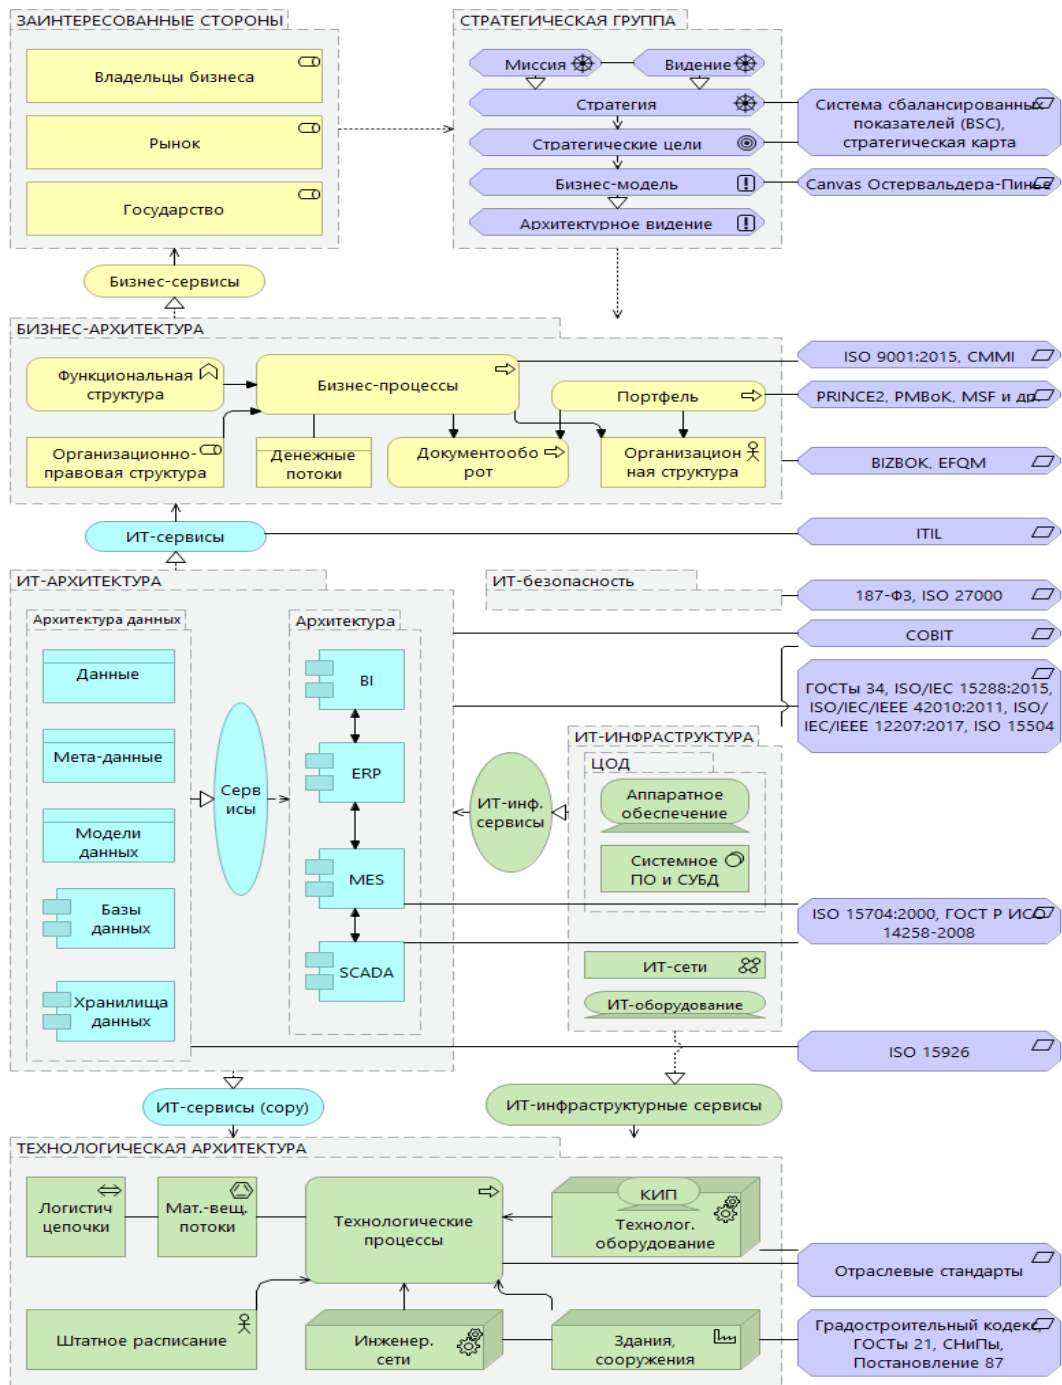 ЗАИНТЕРЕСОВАННЫЕ СТОРОНЫ
Владельцы бизнеса
Рынок
Государство
СТРАТЕГИЧЕСКАЯ ГРУППА
Миссия
Видение
Стратегия
Стратегические цели
Бизнес-модель
Архитектурное видение
Система сбалансированных
показателей (BSC),
стратегическая карта
Canvas Остервальдера-Пинье
Бизнес-сервисы
БИЗНЕС-АРХИТЕКТУРА
Функциональная
структура
Бизнес-процессы
Портфель
Организационно-
правовая структура
Денежные
потоки
Документообо
рот
Организацион
ная структура
ISO 9001:2015, CMMI
PRINCE2, PMBoK, MSF и др.
BIZBOK, EFQM
ИТ-сервисы
ITIL
ИТ-АРХИТЕКТУРА
ИТ-безопасность
187-ФЗ, ISO 27000
COBIT
Архитектура данных
Данные
Мета-данные
Модели
данных
Базы
данных
Хранилища
данных
Серв
исы
Архитектура
BI
ERP
MES
SCADA
ГОСТы 34, ISO/IEC 15288:2015,
ISO/IEC/IEEE 42010:2011, ISO/
IEC/IEEE 12207:2017, ISO 15504
ИТ-инф.
сервисы
ИТ-ИНФРАСТРУКТУРА
ЦОД
Аппаратное
обеспечение
Системное
ПО и СУБД
ИТ-сети
ИТ-оборудование
ISO 15704:2000, ГОСТ Р ИСО
14258-2008
ISO 15926
ИТ-сервисы (copy)
ИТ-инфраструктурные сервисы
ТЕХНОЛОГИЧЕСКАЯ АРХИТЕКТУРА
Логистич
цепочки
Мат.-вещ.
потоки
Технологические
процессы
КИП
Технолог.
оборудование
Штатное расписание
Инженер.
сети
Здания,
сооружения
Отраслевые стандарты
Градостроительный кодекс,
ГОСТы 21, СНиПы,
Постановление 87